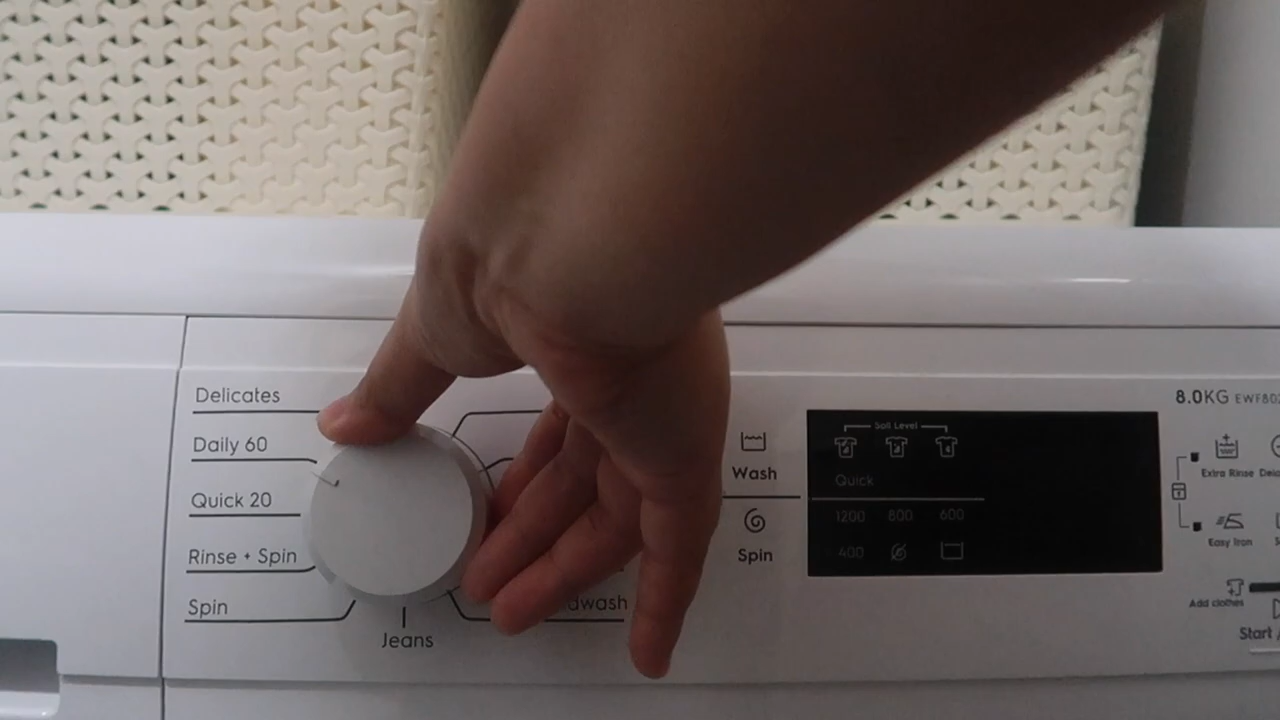 Delicates
Daily 60
Quick 20
Rinse + Spin
Spin
Jeans
Wash
Spin
Soil Level
Quick
1200 800 600
400
8.0KG
Extra Rinse
Easy Iron
Add clothes
Start